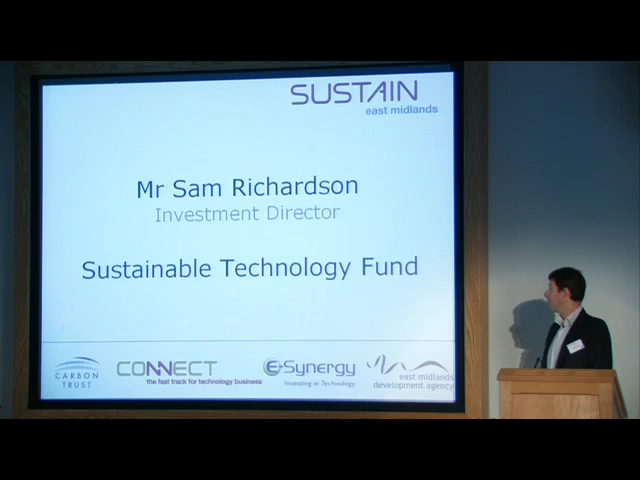 SUSTAIN
east midlands
Mr Sam Richardson
Investment Director
Sustainable Technology Fund
CARBON
TRUST
CONNECT
the fast track for technology business
E-Synergy
Investing in Technology
east midlands
development agency